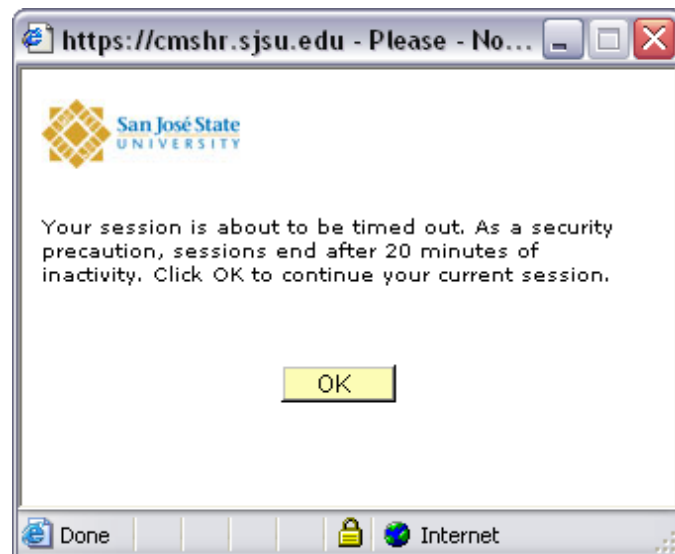 https://cmshr.sjsu.edu - Please - No...
San José State
UNIVERSITY
Your session is about to be timed out. As a security
precaution, sessions end after 20 minutes of
inactivity. Click OK to continue your current session.
OK
Done
Internet